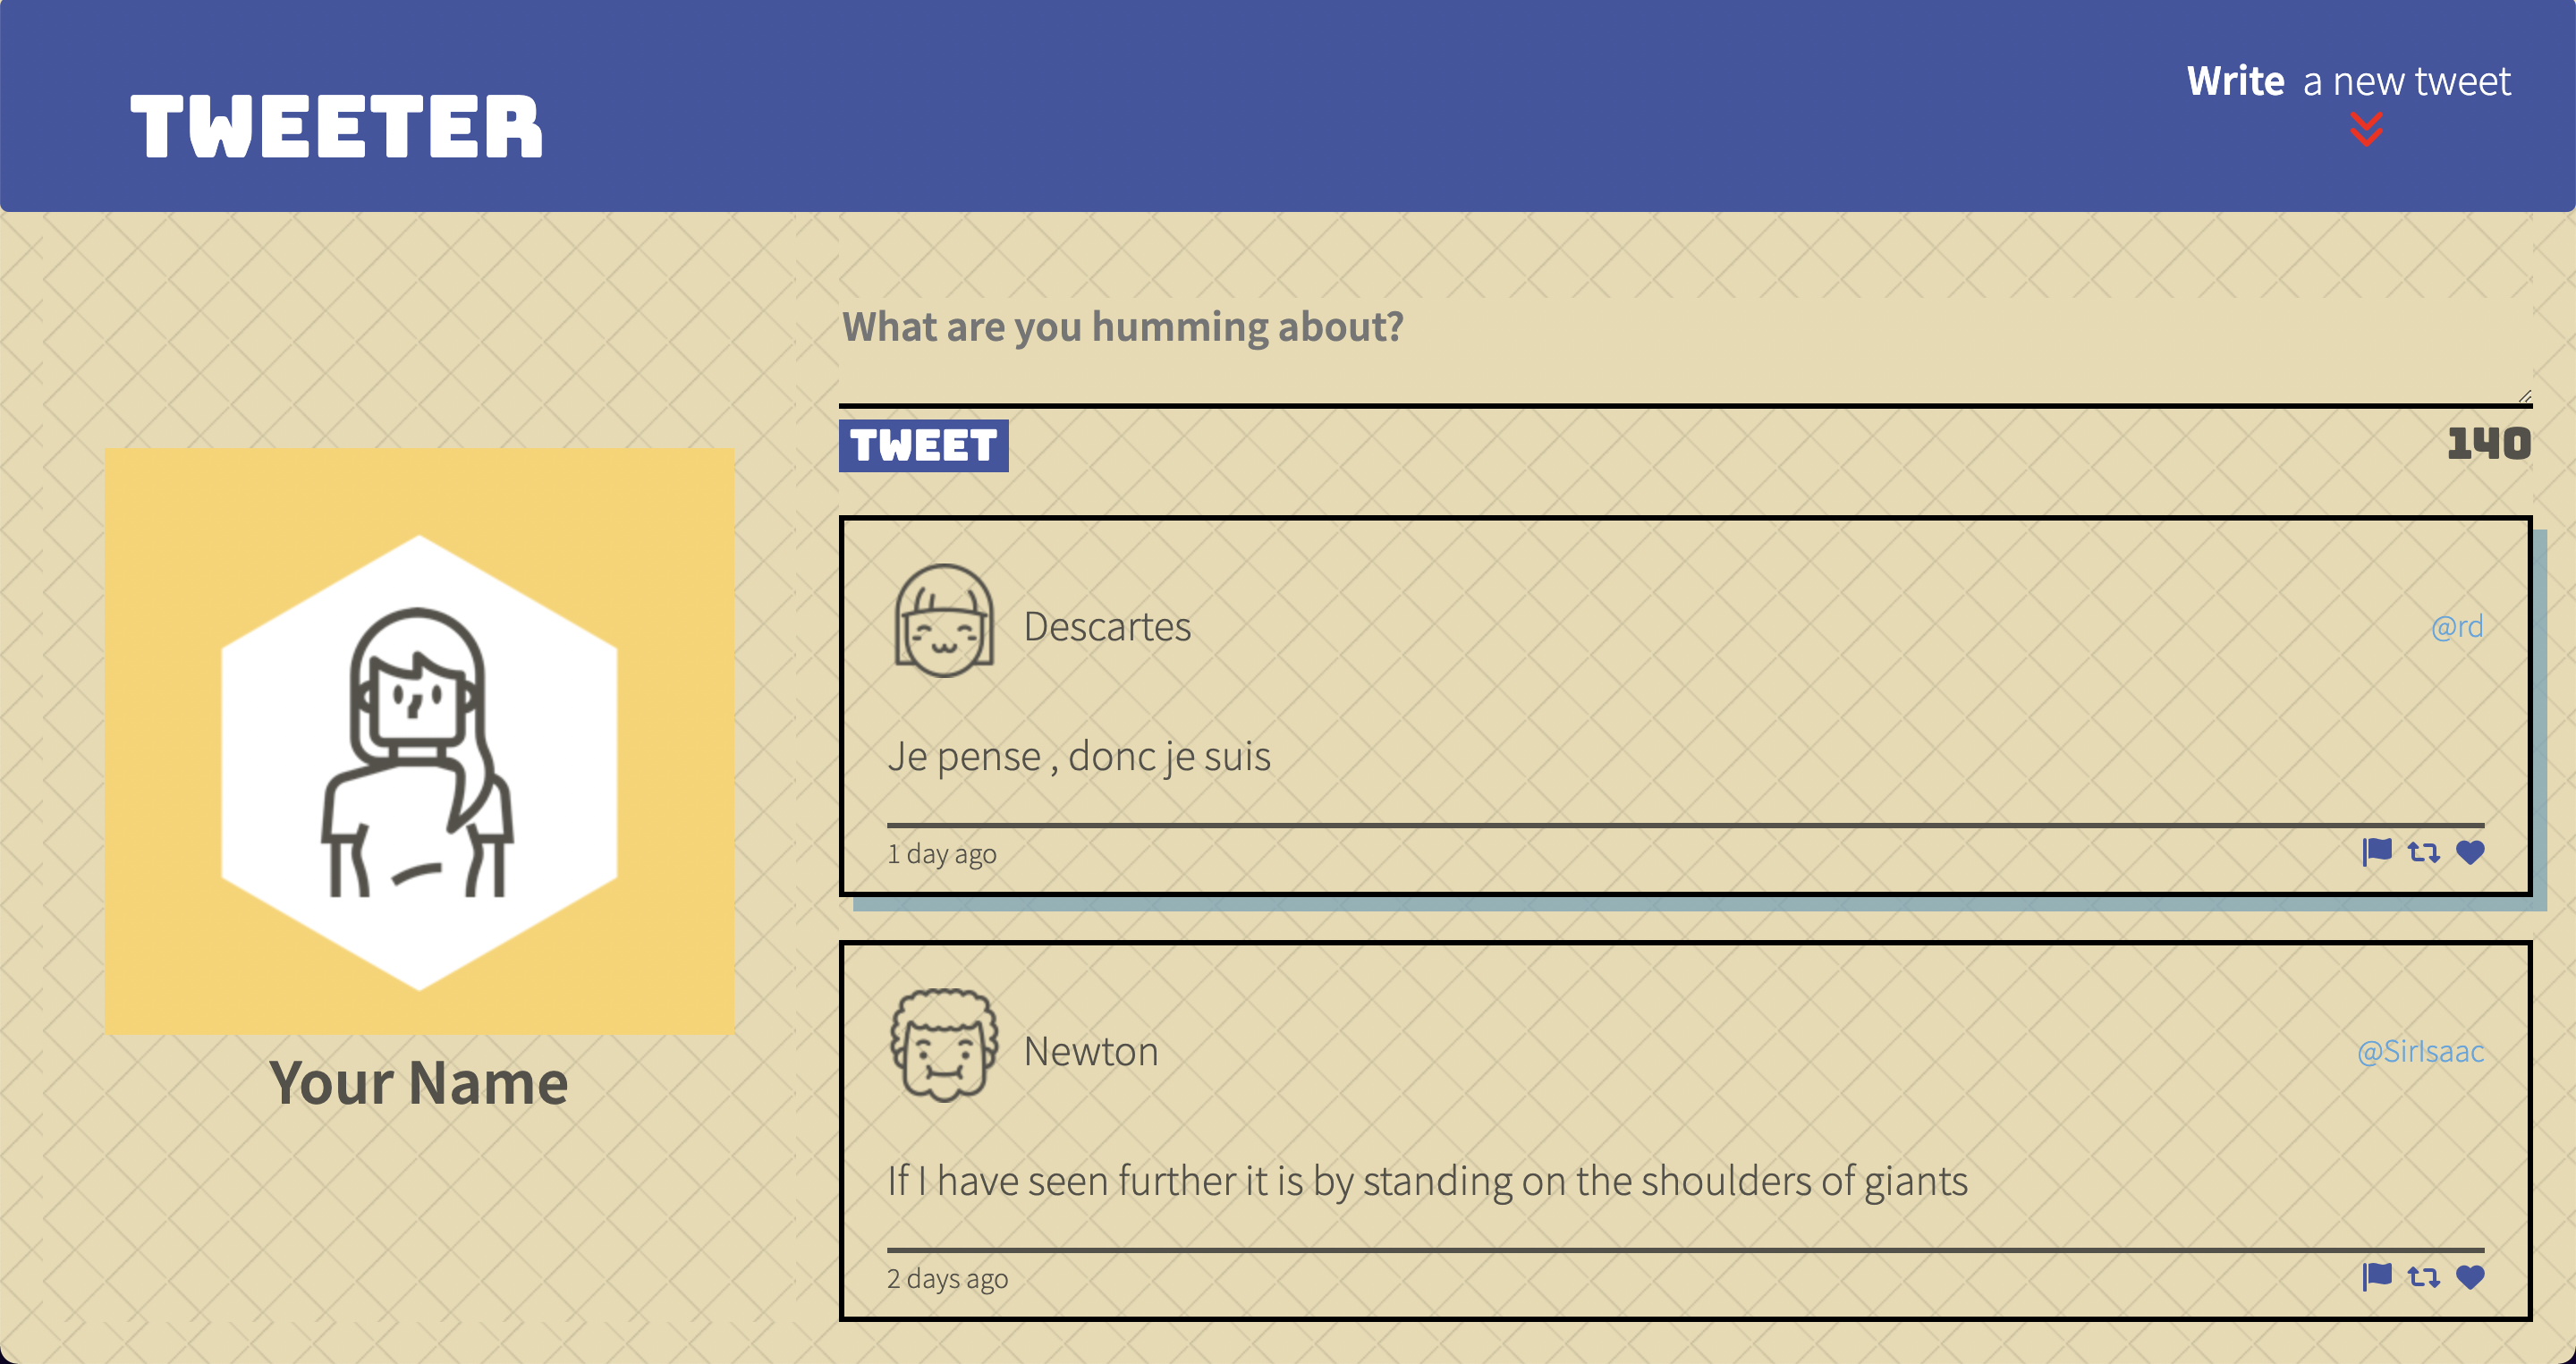 TWEETER
Write a new tweet
What are you humming about?
TWEET
140
Your Name
Descartes
@rd
Je pense , donc je suis
1 day ago
Newton
@SirIsaac
If I have seen further it is by standing on the shoulders of giants
2 days ago